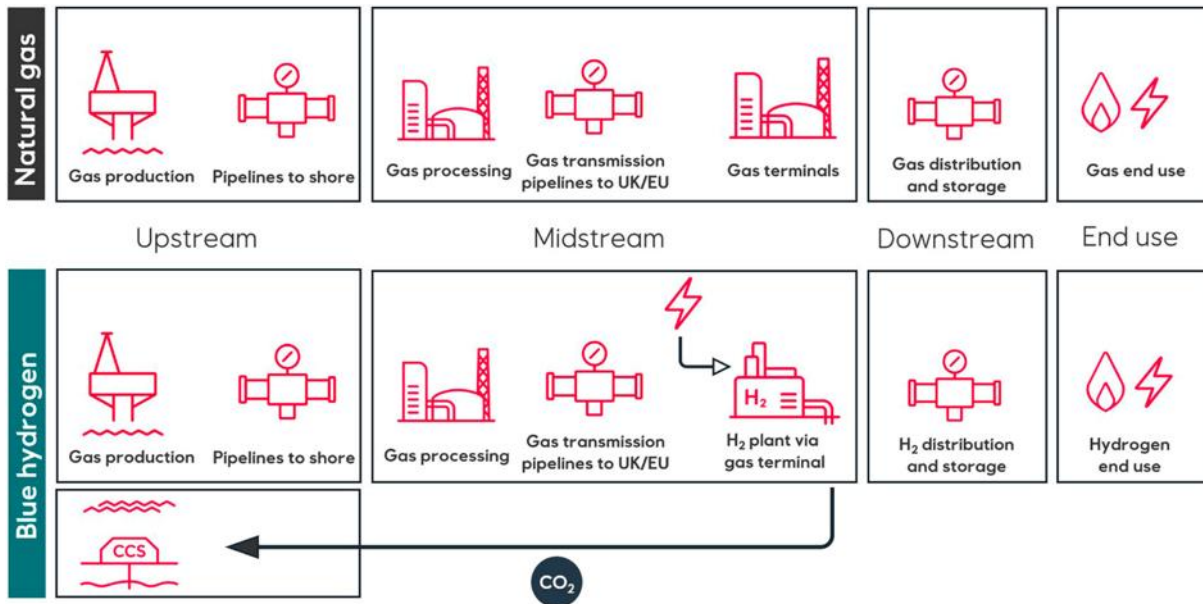 Natural gas
Gas production
Pipelines to shore
Gas processing
Gas transmission
pipelines to UK/EU
Gas terminals
Gas distribution
and storage
Gas end use
Upstream
Midstream
Downstream
End use
Blue hydrogen
Gas production
Pipelines to shore
Gas processing
Gas transmission
pipelines to UK/EU
H₂
H₂ plant via
gas terminal
H₂ distribution
and storage
Hydrogen
end use
CCS
CO₂